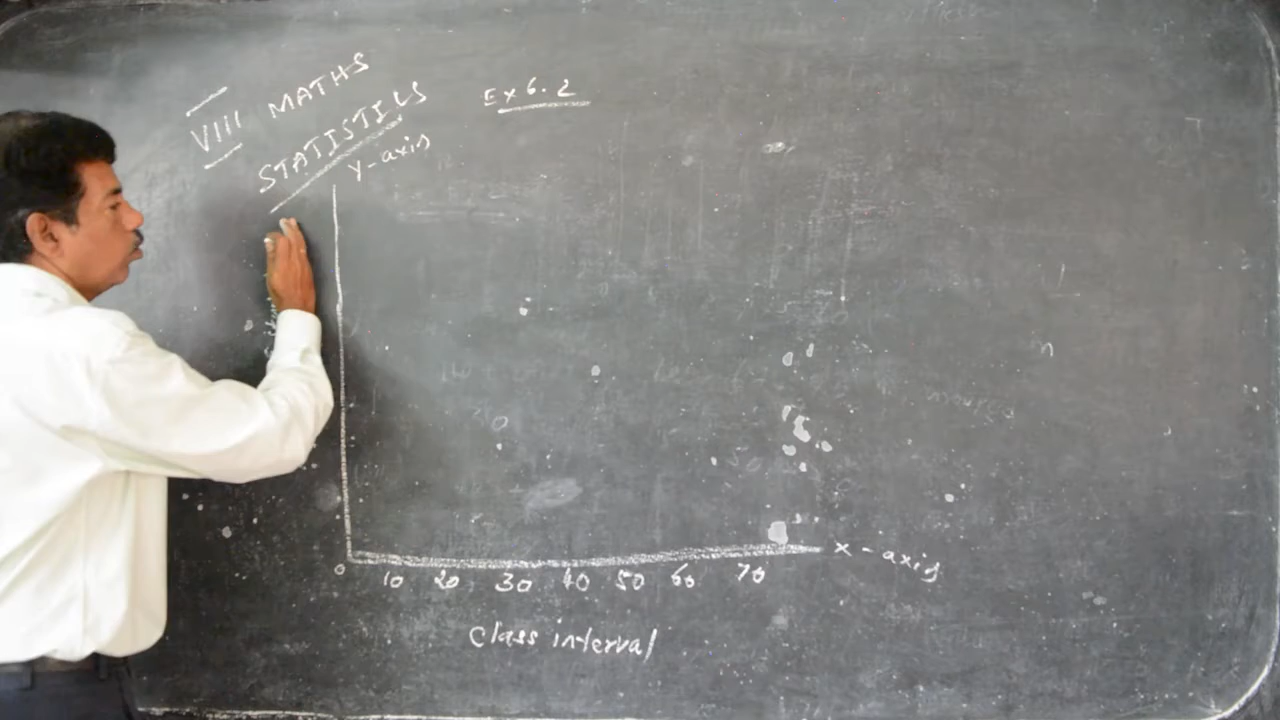 VIII MATHS
STATISTICS
Ex 6.2
Y-axis
X-axis
0 10 20 30 40 50 60 70
Class interval